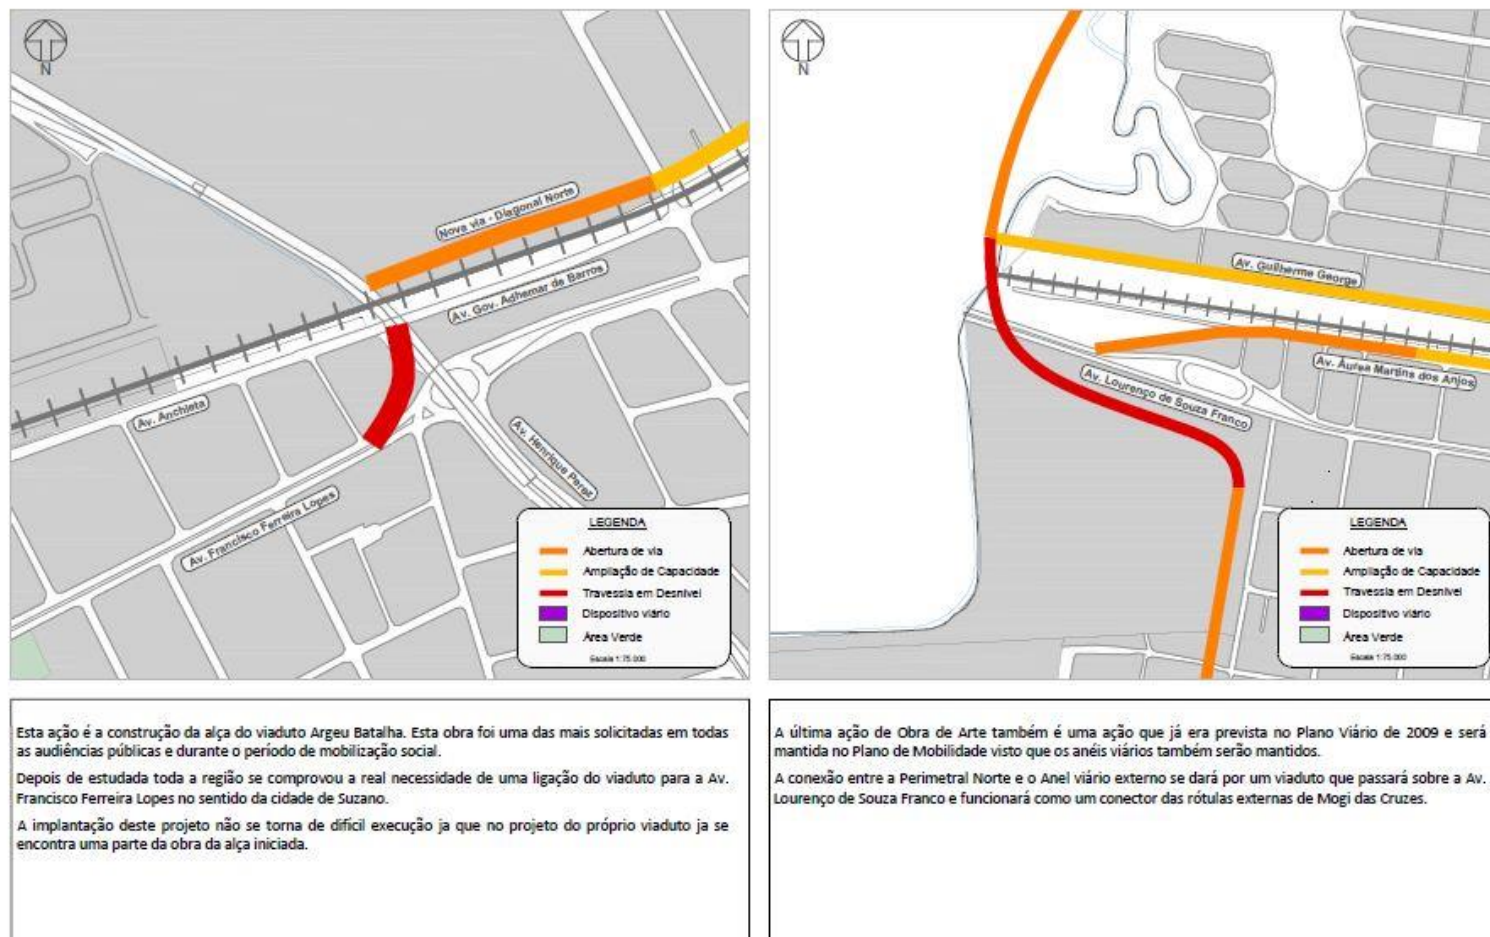 N
Nova via - Diagonal Norte
Av. Gov. Adhemar de Barros
Av. Anchieta
Av. Henrique Peres
Av. Francisco Ferreira Lopes
LEGENDA
Abertura de via
Ampliação de Capacidade
Travessia em Desnível
Dispositivo viário
Área Verde
Escala 1:75.000
Esta ação é a construção da alça do viaduto Argeu Batalha. Esta obra foi uma das mais solicitadas em todas
as audiências públicas e durante o período de mobilização social.
Depois de estudada toda a região se comprovou a real necessidade de uma ligação do viaduto para a Av.
Francisco Ferreira Lopes no sentido da cidade de Suzano.
A implantação deste projeto não se torna de difícil execução ja que no projeto do próprio viaduto ja se
encontra uma parte da obra da alça iniciada.
N
Av. Guilherme George
Av. Áurea Martins dos Anjos
Av. Lourenço de Souza Franco
LEGENDA
Abertura de via
Ampliação de Capacidade
Travessia em Desnível
Dispositivo viário
Área Verde
Escala 1:75.000
A última ação de Obra de Arte também é uma ação que já era prevista no Plano Viário de 2009 e será
mantida no Plano de Mobilidade visto que os anéis viários também serão mantidos.
A conexão entre a Perimetral Norte e o Anel viário externo se dará por um viaduto que passará sobre a Av.
Lourenço de Souza Franco e funcionará como um conector das rótulas externas de Mogi das Cruzes.